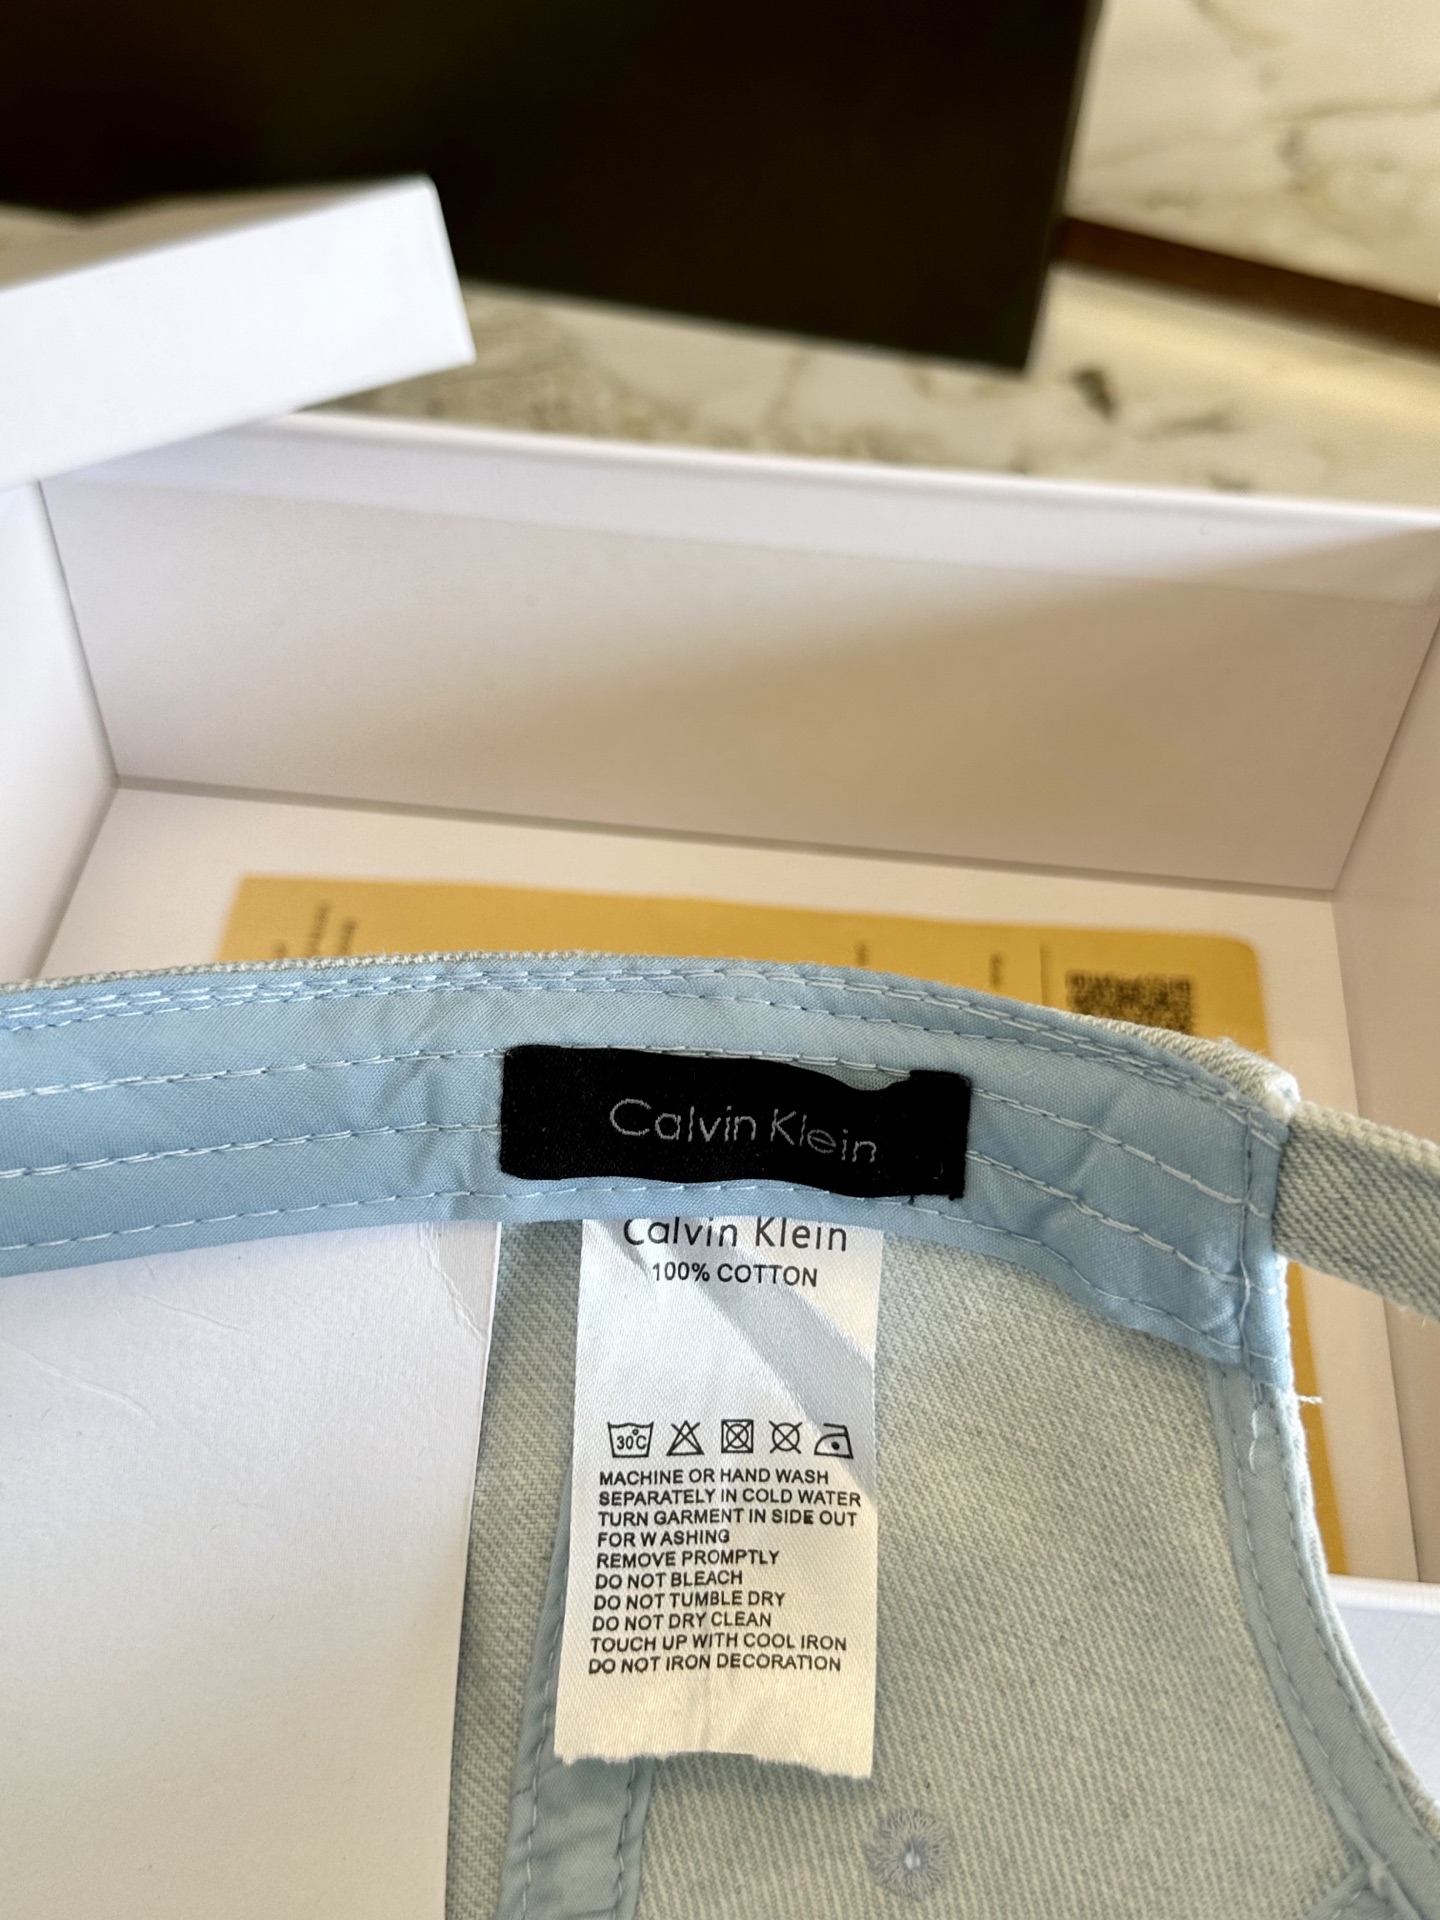 Calvin Klein
Calvin Klein
100% COTTON
30°C
MACHINE OR HAND WASH
SEPARATELY IN COLD WATER
TURN GARMENT IN SIDE OUT
FOR W ASHING
REMOVE PROMPTLY
DO NOT BLEACH
DO NOT TUMBLE DRY
DO NOT DRY CLEAN
TOUCH UP WITH COOL IRON
DO NOT IRON DECORATION